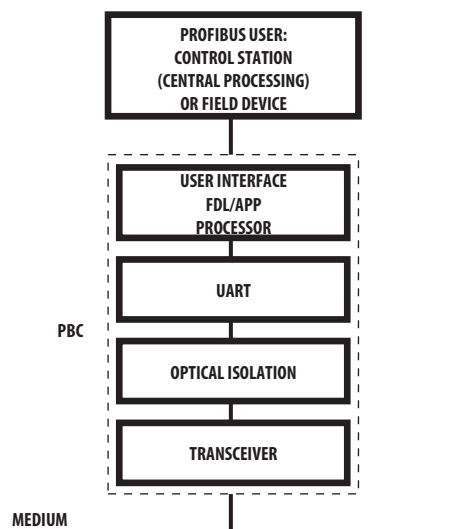 PROFIBUS USER:
CONTROL STATION
(CENTRAL PROCESSING)
OR FIELD DEVICE
USER INTERFACE
FDL/APP
PROCESSOR
UART
PBC
OPTICAL ISOLATION
TRANSCEIVER
MEDIUM